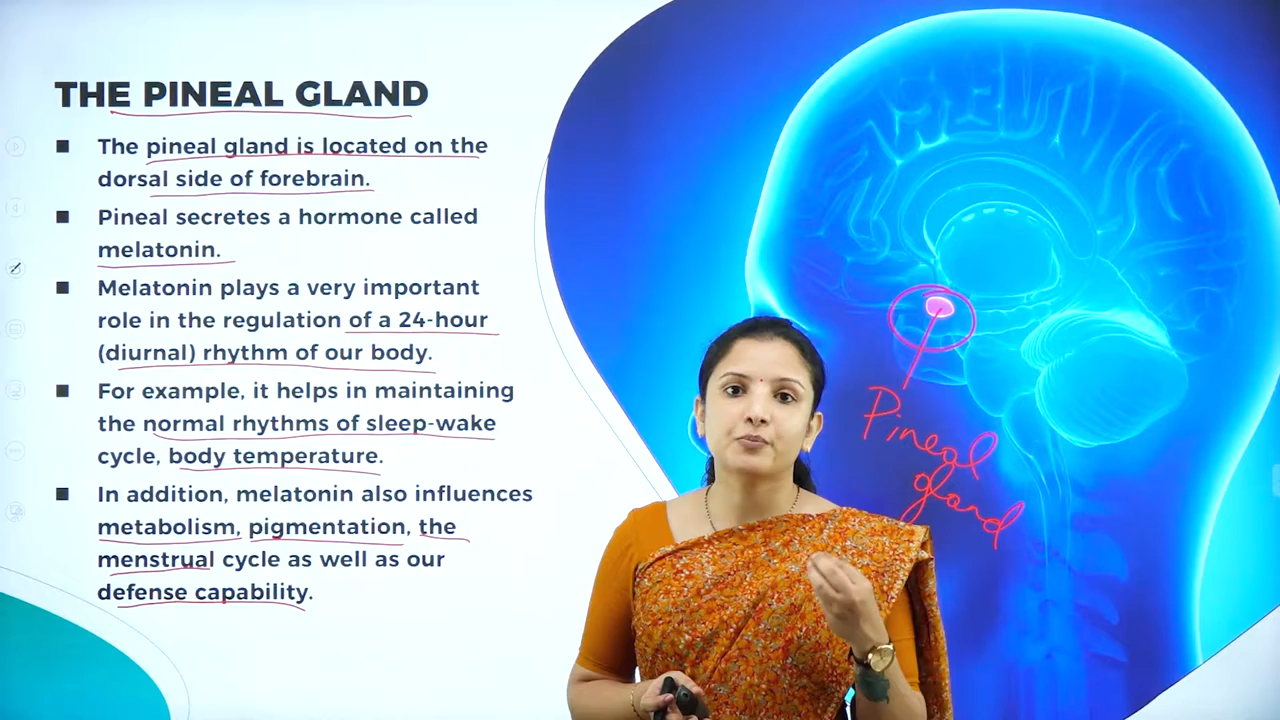 THE PINEAL GLAND
■ The pineal gland is located on the
dorsal side of forebrain.
■ Pineal secretes a hormone called
melatonin.
■ Melatonin plays a very important
role in the regulation of a 24-hour
(diurnal) rhythm of our body.
■ For example, it helps in maintaining
the normal rhythms of sleep-wake
cycle, body temperature.
■ In addition, melatonin also influences
metabolism, pigmentation, the
menstrual cycle as well as our
defense capability.
Pineal
gland